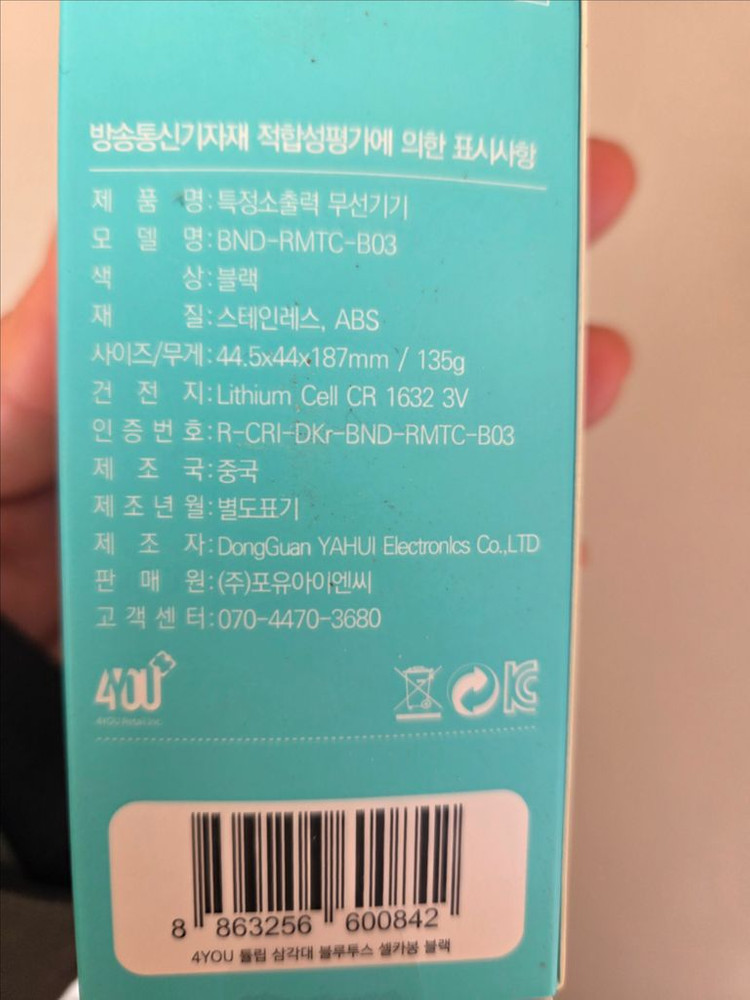 방송통신기자재 적합성평가에 의한 표시사항
제 품 명:특정소출력 무선기기
모 델 명:BND-RMTC-B03
색 상:블랙
재 질:스테인레스, ABS
사이즈/무게:44.5x44x187mm / 135g
건 전 지:Lithium Cell CR 1632 3V
인증번호:R-CRI-DKr-BND-RMTC-B03
제 조 국:중국
제조년월:별도표기
제 조 자:DongGuan YAHUI Electronlcs Co.,LTD
판 매 원:(주)포유아이엔씨
고객센터:070-4470-3680
4YOU
4YOU Retail Inc.
8 863256 600842
4YOU 튤립 삼각대 블루투스 셀카봉 블랙